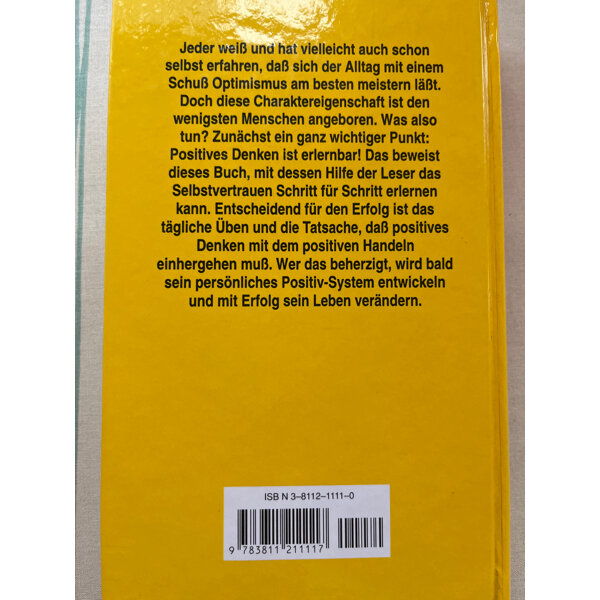 Jeder weiß und hat vielleicht auch schon
selbst erfahren, daß sich der Alltag mit einem
Schuß Optimismus am besten meistern läßt.
Doch diese Charaktereigenschaft ist den
wenigsten Menschen angeboren. Was also
tun? Zunächst ein ganz wichtiger Punkt:
Positives Denken ist erlernbar! Das beweist
dieses Buch, mit dessen Hilfe der Leser das
Selbstvertrauen Schritt für Schritt erlernen
kann. Entscheidend für den Erfolg ist das
tägliche Üben und die Tatsache, daß positives
Denken mit dem positiven Handeln
einhergehen muß. Wer das beherzigt, wird bald
sein persönliches Positiv-System entwickeln
und mit Erfolg sein Leben verändern.
ISB N 3–8112–1111–-0
9 783811 211117